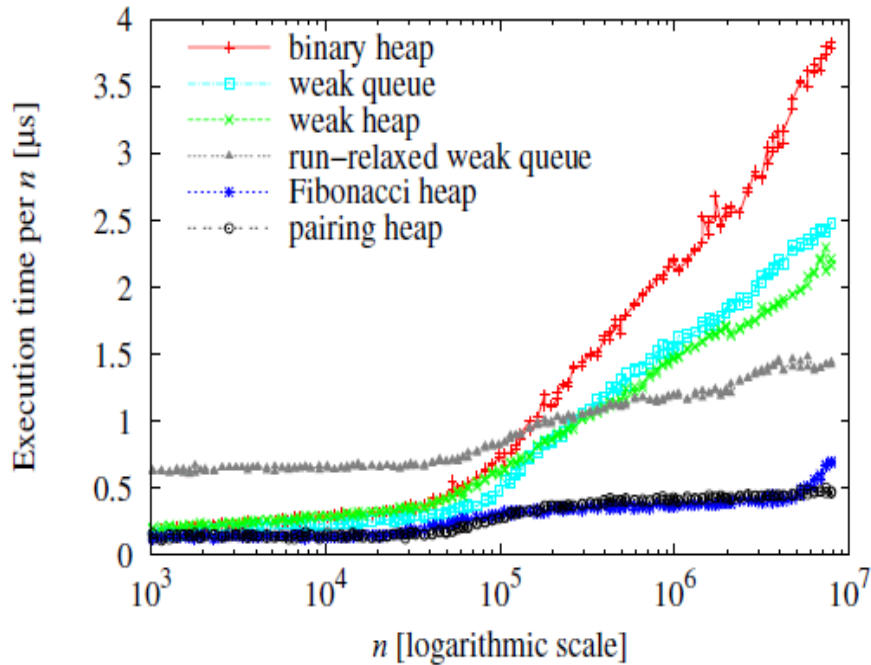 4
3.5
3
2.5
2
1.5
1
0.5
0
Execution time per n [µs]
binary heap
weak queue
weak heap
run-relaxed weak queue
Fibonacci heap
pairing heap
10³ 10⁴ 10⁵ 10⁶ 10⁷
n [logarithmic scale]